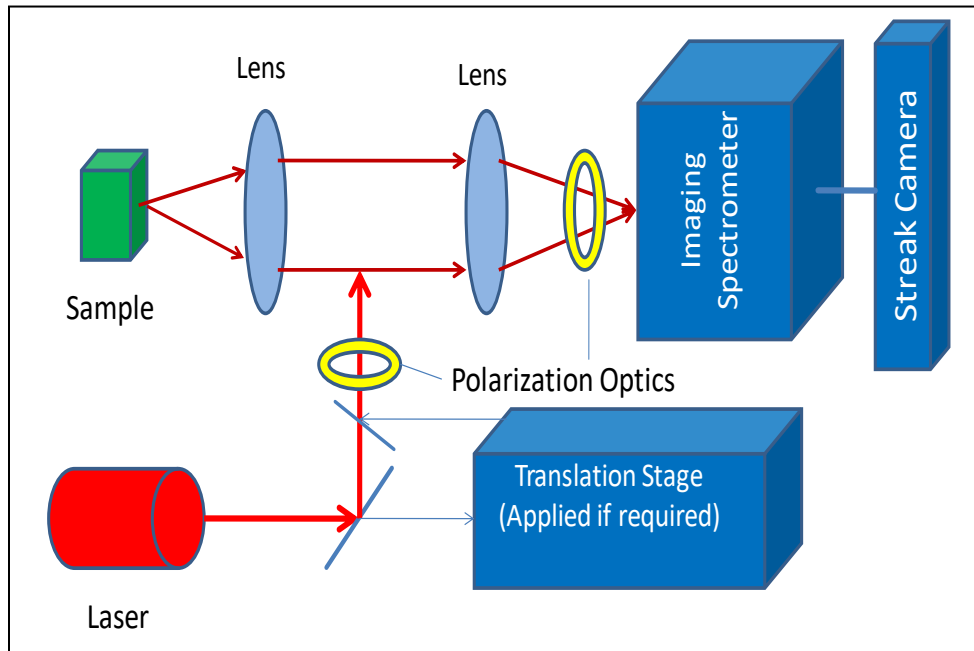 Lens
Lens
Sample
Imaging
Spectrometer
Streak Camera
Polarization Optics
Translation Stage
(Applied if required)
Laser